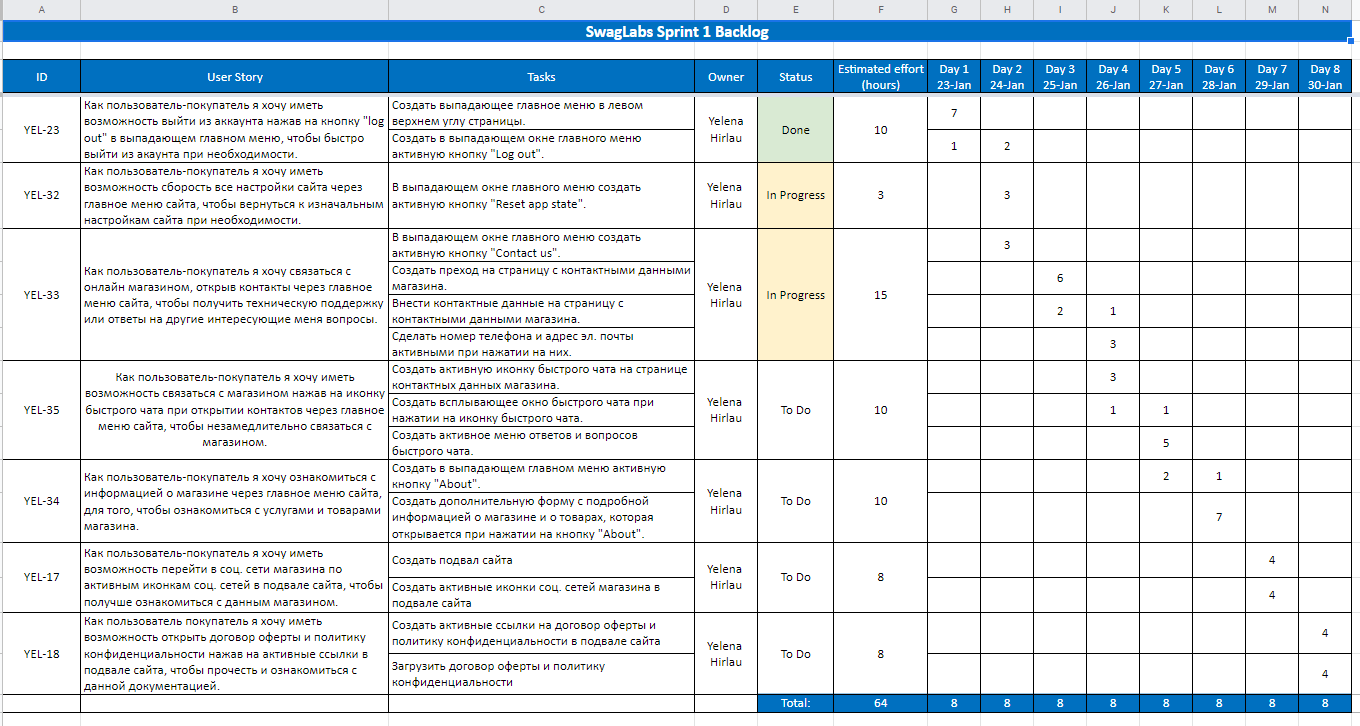 A B C D E F G H I J K L M N
SwagLabs Sprint 1 Backlog
ID User Story Tasks Owner Status Estimated effort (hours) Day 1 23-Jan Day 2 24-Jan Day 3 25-Jan Day 4 26-Jan Day 5 27-Jan Day 6 28-Jan Day 7 29-Jan Day 8 30-Jan
YEL-23
Как пользователь-покупатель я хочу иметь
возможность выйти из аккаунта нажав на кнопку "log
out" в выпадающем главном меню, чтобы быстро
выйти из акаунта при необходимости.
Создать выпадающее главное меню в левом
верхнем углу страницы.
Создать в выпадающем окне главного меню
активную кнопку "Log out".
Yelena
Hirlau
Done
10
7
1 2
YEL-32
Как пользователь-покупатель я хочу иметь
возможность сборость все настройки сайта через
главное меню сайта, чтобы вернуться к изначальным
настройкам сайта при необходимости.
В выпадающем окне главного меню создать
активную кнопку "Reset app state".
Yelena
Hirlau
In Progress
3
3
YEL-33
Как пользователь-покупатель я хочу связаться с
онлайн магазином, открыв контакты через главное
меню сайта, чтобы получить техническую поддержку
или ответы на другие интересующие меня вопросы.
В выпадающем окне главного меню создать
активную кнопку "Contact us".
Создать преход на страницу с контактными данными
магазина.
Внести контактные данные на страницу с
контактными данными магазина.
Сделать номер телефона и адрес эл. почты
активными при нажатии на них.
Yelena
Hirlau
In Progress
15
3
6
2 1
3
YEL-35
Как пользователь-покупатель я хочу иметь
возможность связаться с магазином нажав на иконку
быстрого чата при открытии контактов через главное
меню сайта, чтобы незамедлительно связаться с
магазином.
Создать активную иконку быстрого чата на странице
контактных данных магазина.
Создать всплывающее окно быстрого чата при
нажатии на иконку быстрого чата.
Создать активное меню ответов и вопросов
быстрого чата.
Yelena
Hirlau
To Do
10
3
1 1
5
YEL-34
Как пользователь-покупатель я хочу ознакомиться с
информацией о магазине через главное меню сайта,
для того, чтобы ознакомиться с услугами и товарами
магазина.
Создать в выпадающем главном меню активную
кнопку "About".
Создать дополнительную форму с подробной
информацией о магазине и о товарах, которая
открывается при нажатии на кнопку "About".
Yelena
Hirlau
To Do
10
2 1
7
YEL-17
Как пользователь-покупатель я хочу иметь
возможность перейти в соц. сети магазина по
активным иконкам соц. сетей в подвале сайта, чтобы
получше ознакомиться с данным магазином.
Создать подвал сайта
Создать активные иконки соц. сетей магазина в
подвале сайта
Yelena
Hirlau
To Do
8
4
4
YEL-18
Как пользователь покупатель я хочу иметь
возможность открыть договор оферты и политику
конфиденциальности нажав на активные ссылки в
подвале сайта, чтобы прочесть и ознакомиться с
данной документацией.
Создать активные ссылки на договор оферты и
политику конфиденциальности в подвале сайта
Загрузить договор оферты и политику
конфиденциальности
Yelena
Hirlau
To Do
8
4
4
Total: 64 8 8 8 8 8 8 8 8